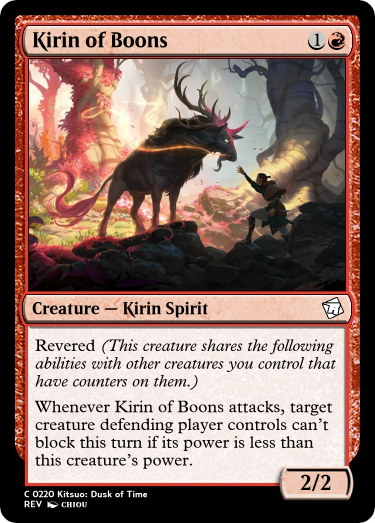 Kirin of Boons 1
Creature — Kirin Spirit
Revered (This creature shares the following
abilities with other creatures you control that
have counters on them.)
Whenever Kirin of Boons attacks, target
creature defending player controls can't
block this turn if its power is less than
this creature's power.
2/2
C 0220 Kitsuo: Dusk of Time
REV CHIOU